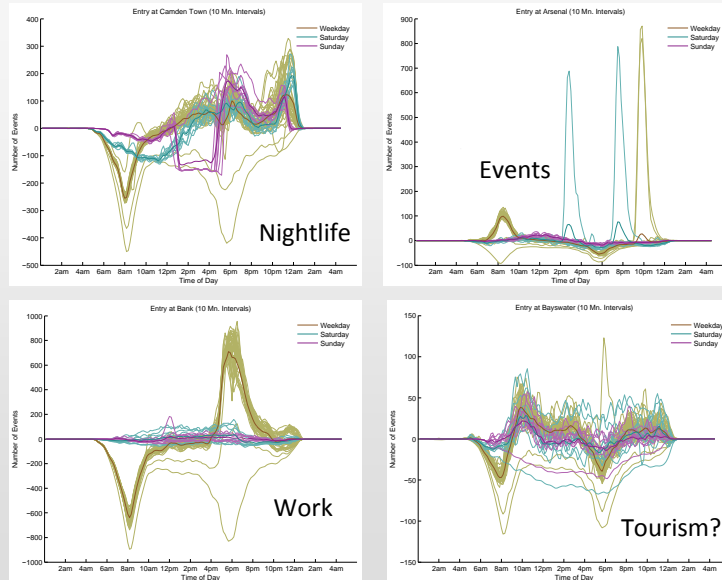 Entry at Camden Town (10 Mn. Intervals)
400
300
200
100
0
−100
−200
−300
−400
−500
Number of Events
Weekday
Saturday
Sunday
Nightlife
2am 4am 6am 8am 10am 12pm 2pm 4pm 6pm 8pm 10pm 12am 2am 4am
Time of Day
Entry at Arsenal (10 Mn. Intervals)
900
800
700
600
500
400
300
200
100
0
−100
Number of Events
Weekday
Saturday
Sunday
Events
2am 4am 6am 8am 10am 12pm 2pm 4pm 6pm 8pm 10pm 12am 2am 4am
Time of Day
Entry at Bank (10 Mn. Intervals)
1000
800
600
400
200
0
−200
−400
−600
−800
−1000
Number of Events
Weekday
Saturday
Sunday
Work
2am 4am 6am 8am 10am 12pm 2pm 4pm 6pm 8pm 10pm 12am 2am 4am
Time of Day
Entry at Bayswater (10 Mn. Intervals)
150
100
50
0
−50
−100
−150
Number of Events
Weekday
Saturday
Sunday
Tourism?
2am 4am 6am 8am 10am 12pm 2pm 4pm 6pm 8pm 10pm 12am 2am 4am
Time of Day